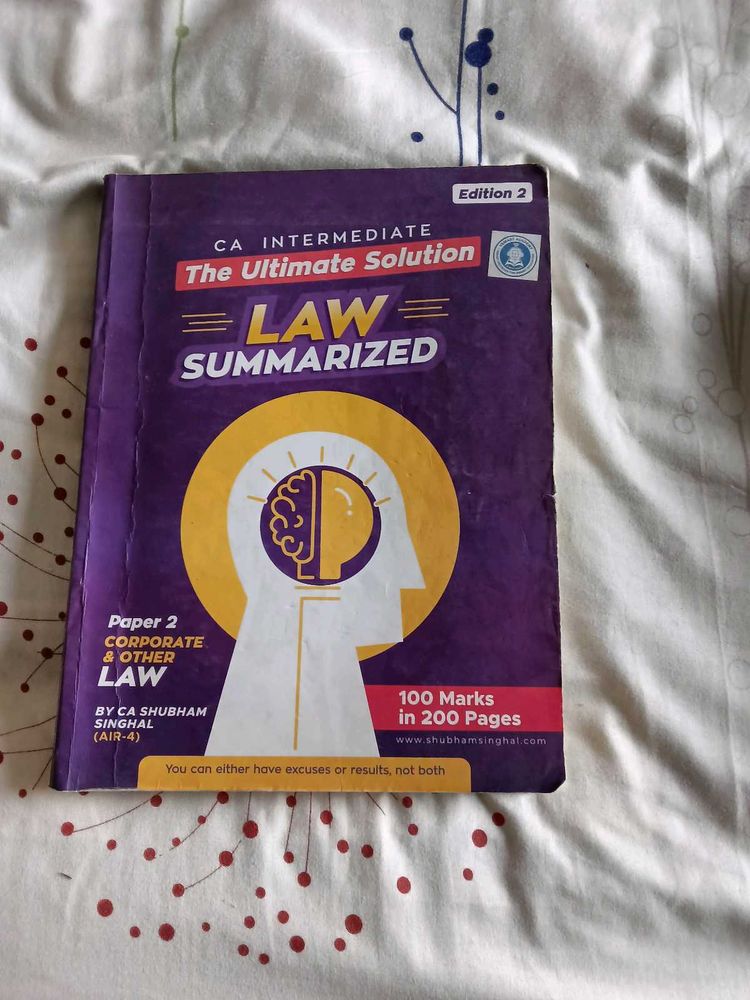 Edition 2
CA INTERMEDIATE
The Ultimate Solution
LAW
SUMMARIZED
Paper 2
CORPORATE
& OTHER
LAW
BY CA SHUBHAM
SINGHAL
(AIR-4)
100 Marks
in 200 Pages
www.shubhamsinghal.com
You can either have excuses or results, not both